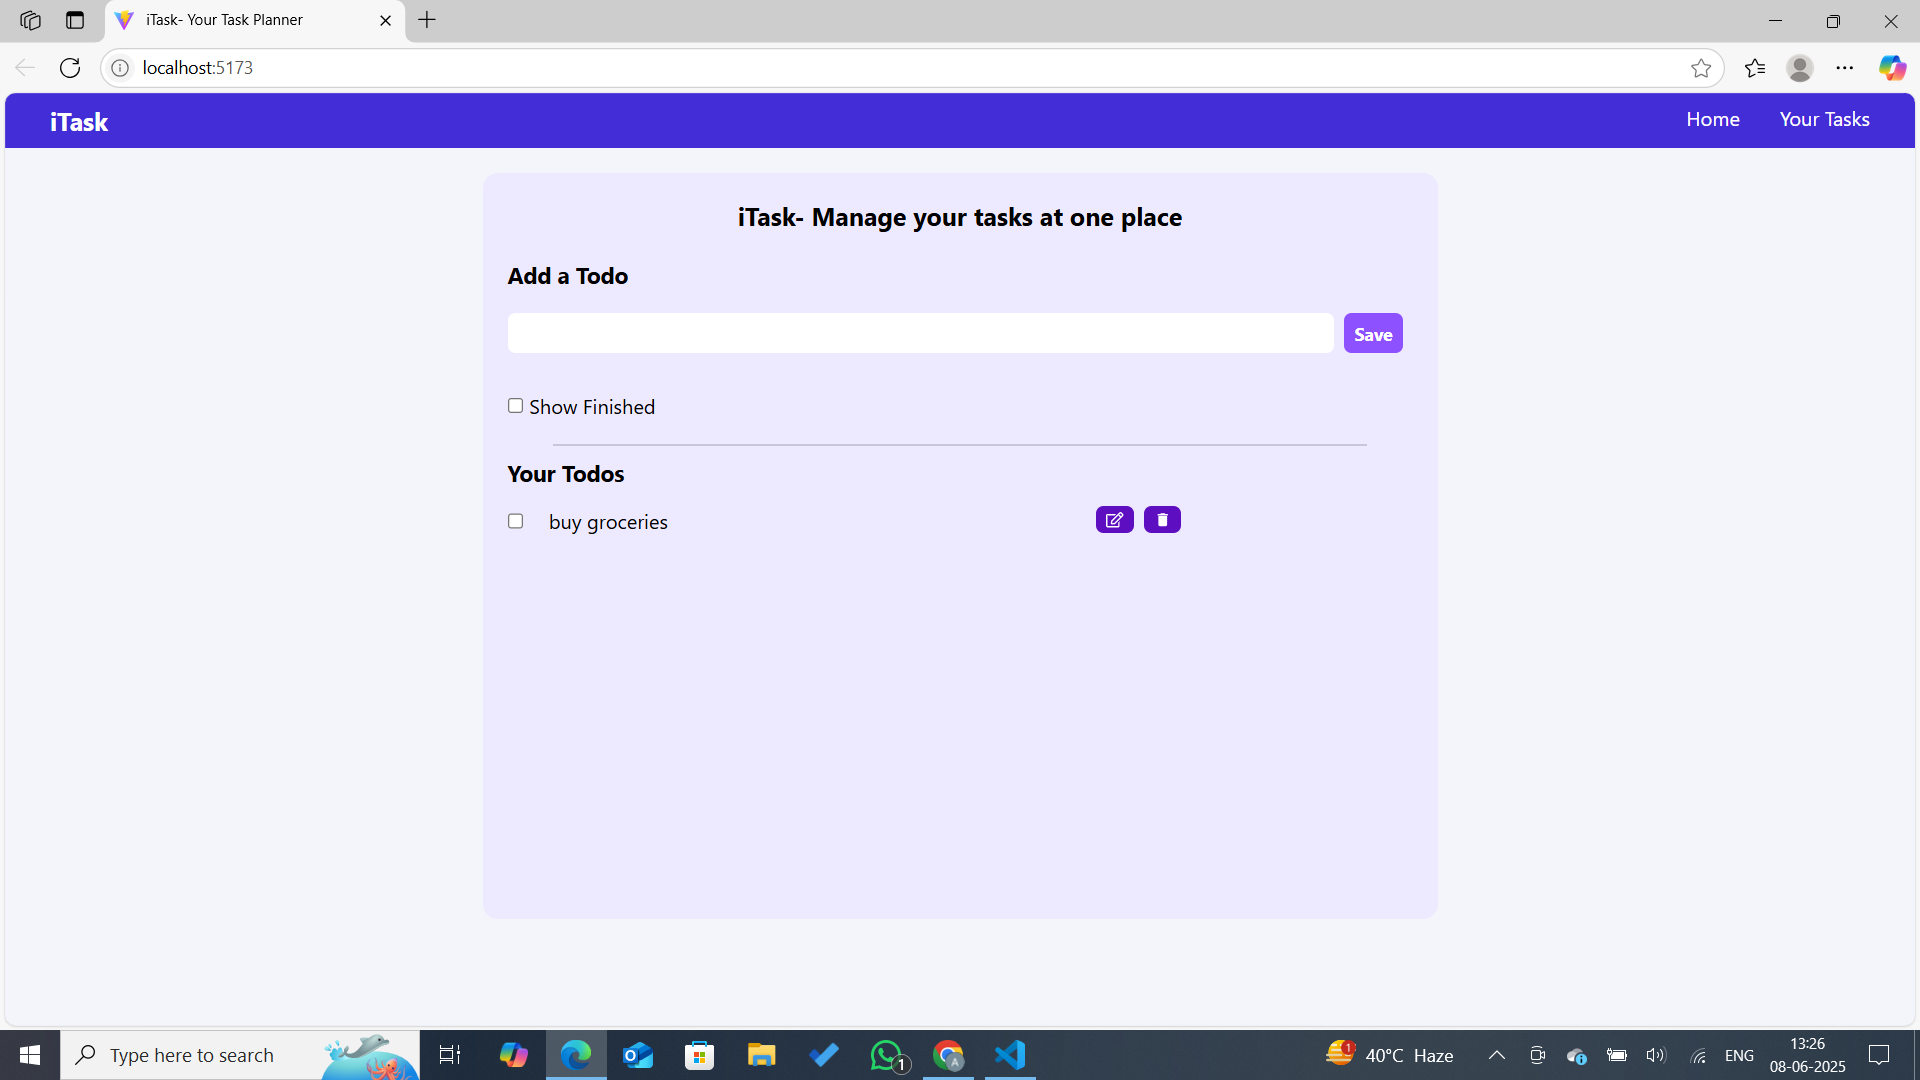 iTask- Your Task Planner
localhost:5173
iTask
Home
Your Tasks
iTask- Manage your tasks at one place
Add a Todo
Save
Show Finished
Your Todos
buy groceries
Type here to search
1
1
40°C Haze
ENG
13:26
08-06-2025